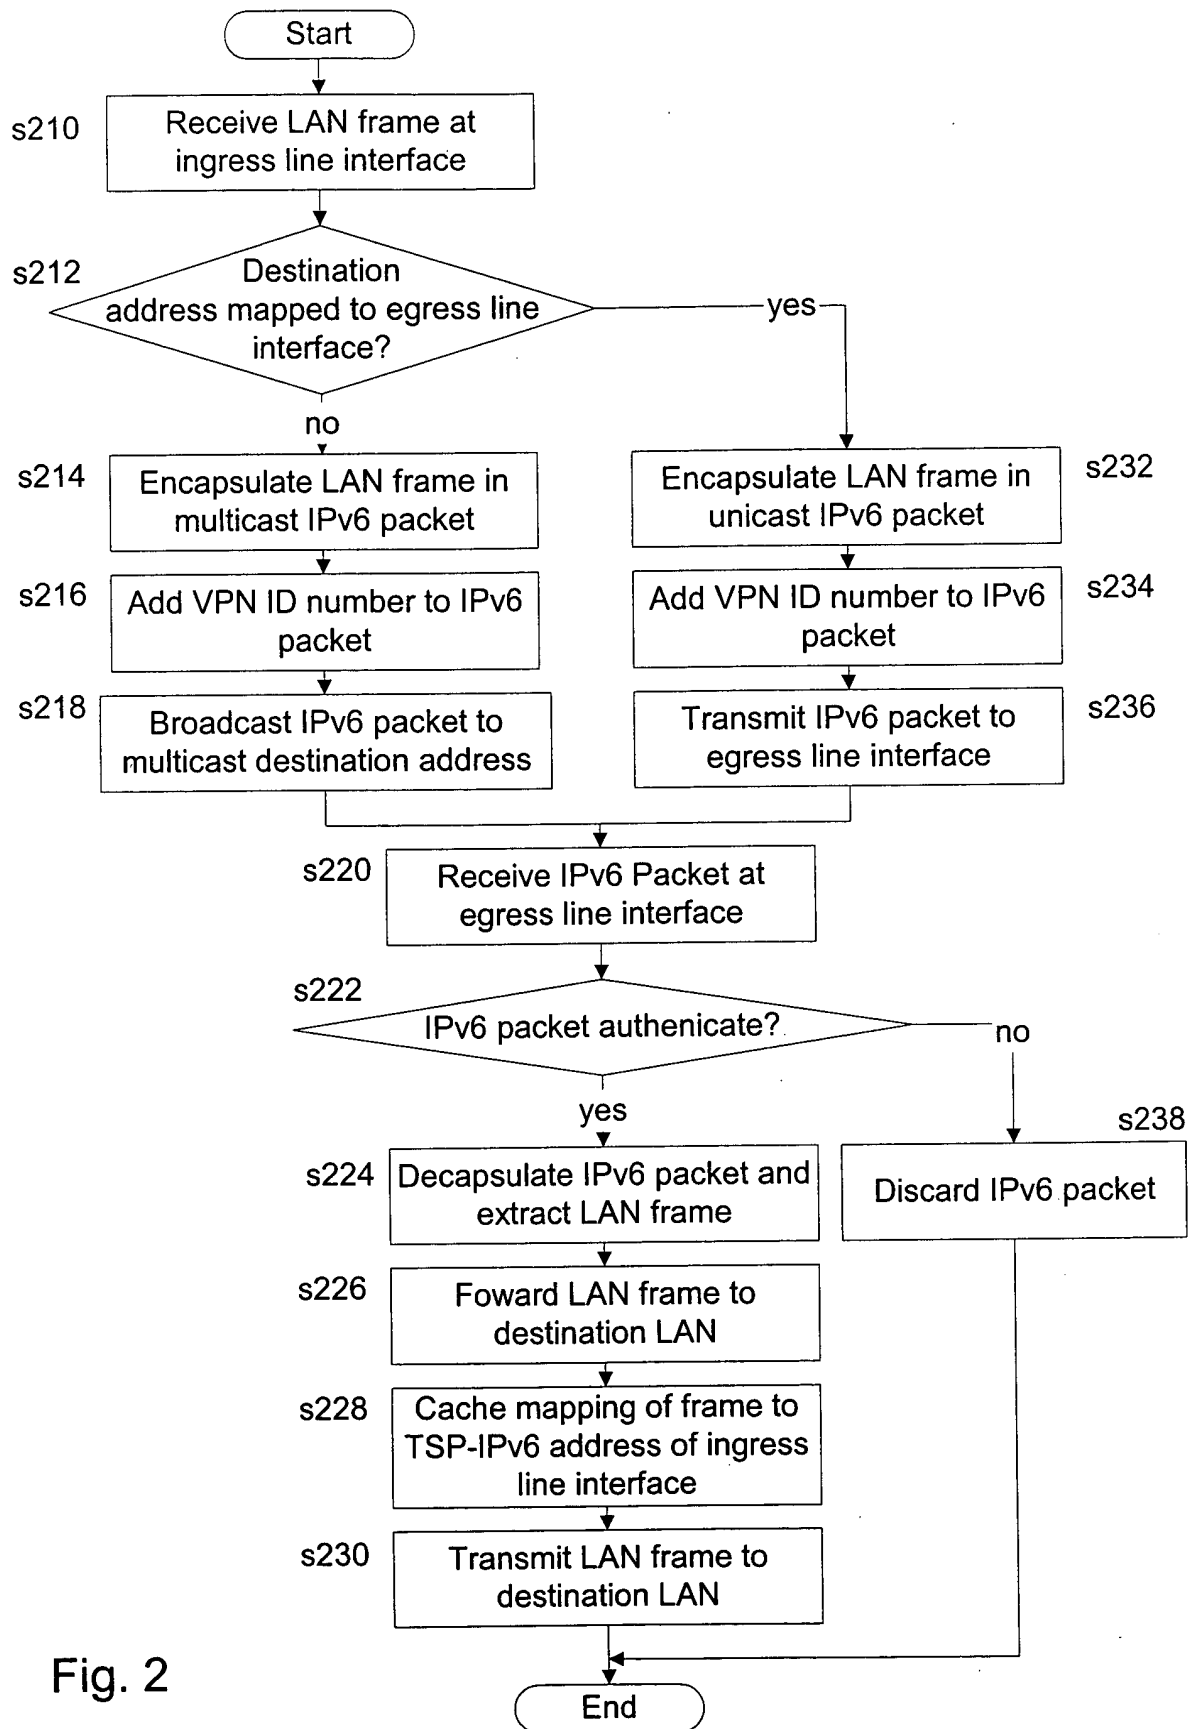 Start
s210
Receive LAN frame at
ingress line interface
s212
Destination
address mapped to egress line
interface?
yes
no
s214
Encapsulate LAN frame in
multicast IPv6 packet
s232
Encapsulate LAN frame in
unicast IPv6 packet
s216
Add VPN ID number to IPv6
packet
s234
Add VPN ID number to IPv6
packet
s218
Broadcast IPv6 packet to
multicast destination address
s236
Transmit IPv6 packet to
egress line interface
s220
Receive IPv6 Packet at
egress line interface
s222
IPv6 packet authenicate?
no
yes
s224
Decapsulate IPv6 packet and
extract LAN frame
s238
Discard IPv6 packet
s226
Foward LAN frame to
destination LAN
s228
Cache mapping of frame to
TSP-IPv6 address of ingress
line interface
s230
Transmit LAN frame to
destination LAN
Fig. 2
End